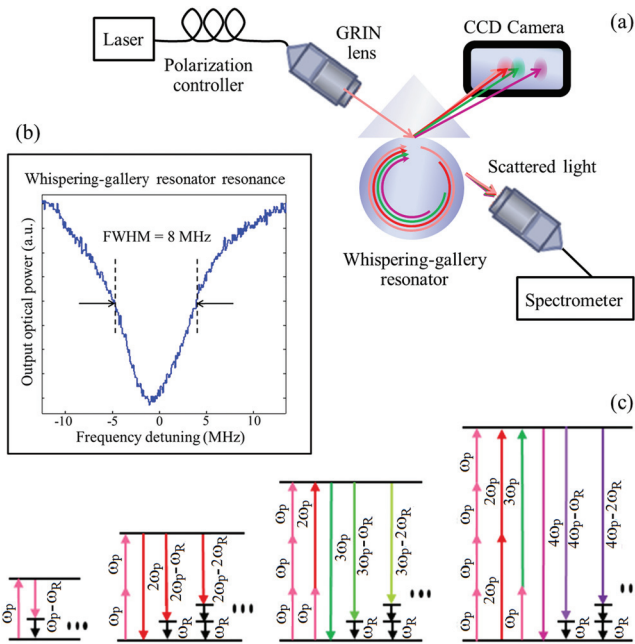 (a)
Laser
Polarization
controller
GRIN
lens
CCD Camera
Scattered light
Whispering-gallery
resonator
Spectrometer
(b)
Whispering-gallery resonator resonance
FWHM = 8 MHz
Output optical power (a.u.)
-10 -5 0 5 10
Frequency detuning (MHz)
(c)
ωp
ωp-ωR
ωR
...
ωp
ωp
2ωp
2ωp-ωR
ωR
2ωp-2ωR
ωR
...
ωp
ωp
ωp
2ωp
ωp
3ωp
3ωp-ωR
ωR
3ωp-2ωR
ωR
...
ωp
ωp
ωp
ωp
2ωp
2ωp
3ωp
ωp
4ωp
4ωp-ωR
ωR
4ωp-2ωR
ωR
..